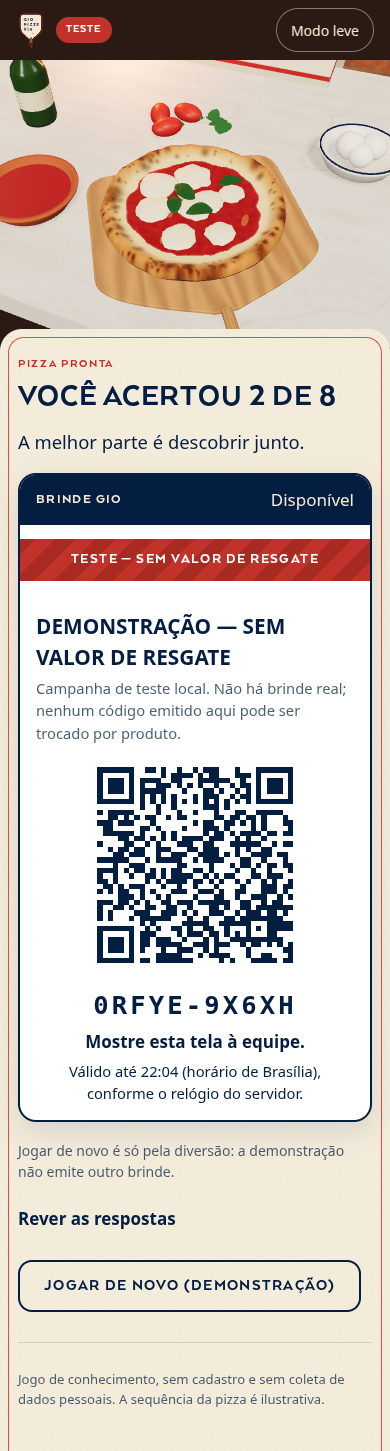 GIO
PIZZE
RIA
TESTE
Modo leve
PIZZA PRONTA
VOCÊ ACERTOU 2 DE 8
A melhor parte é descobrir junto.
BRINDE GIO
Disponível
TESTE — SEM VALOR DE RESGATE
DEMONSTRAÇÃO — SEM
VALOR DE RESGATE
Campanha de teste local. Não há brinde real;
nenhum código emitido aqui pode ser
trocado por produto.
0RFYE-9X6XH
Mostre esta tela à equipe.
Válido até 22:04 (horário de Brasília),
conforme o relógio do servidor.
Jogar de novo é só pela diversão: a demonstração
não emite outro brinde.
Rever as respostas
JOGAR DE NOVO (DEMONSTRAÇÃO)
Jogo de conhecimento, sem cadastro e sem coleta de
dados pessoais. A sequência da pizza é ilustrativa.